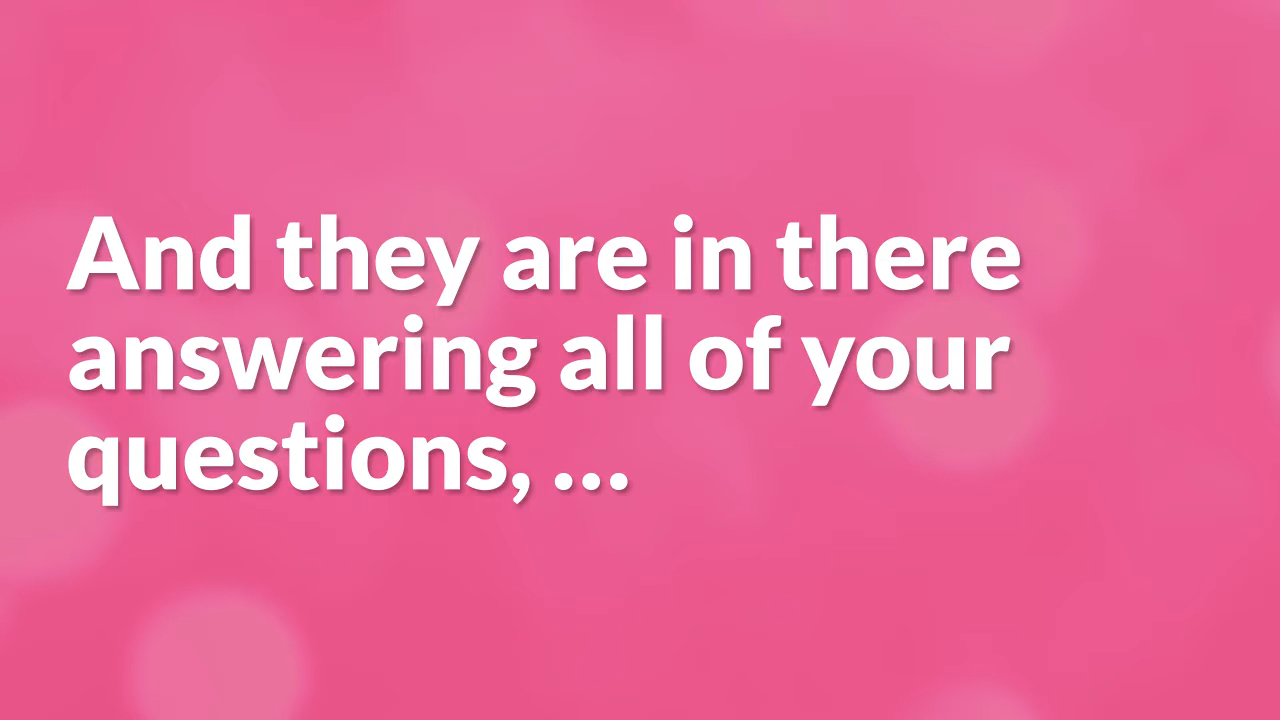 And they are in there
answering all of your
questions, ...